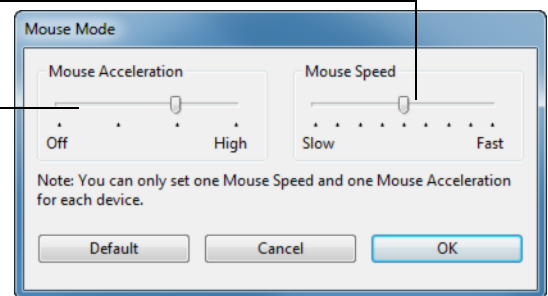 Mouse Mode
Mouse Acceleration
Mouse Speed
Off High
Slow Fast
Note: You can only set one Mouse Speed and one Mouse Acceleration
for each device.
Default Cancel OK